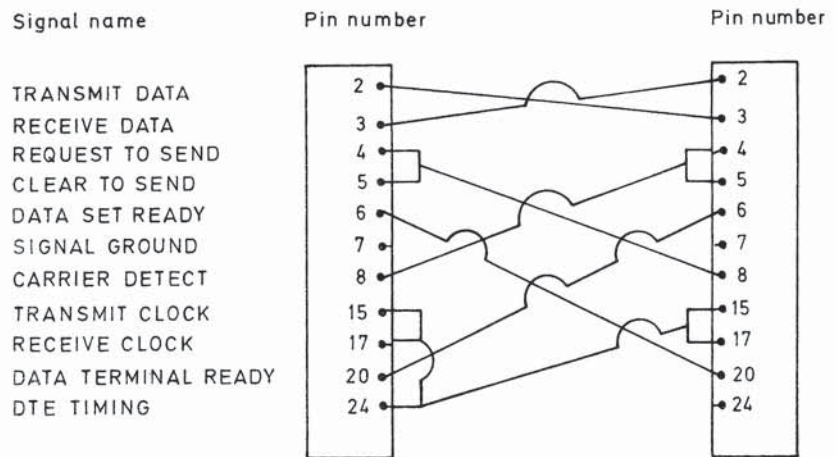 Signal name Pin number Pin number
TRANSMIT DATA 2 2
RECEIVE DATA 3 3
REQUEST TO SEND 4 4
CLEAR TO SEND 5 5
DATA SET READY 6 6
SIGNAL GROUND 7 7
CARRIER DETECT 8 8
TRANSMIT CLOCK 15 15
RECEIVE CLOCK 17 17
DATA TERMINAL READY 20 20
DTE TIMING 24 24